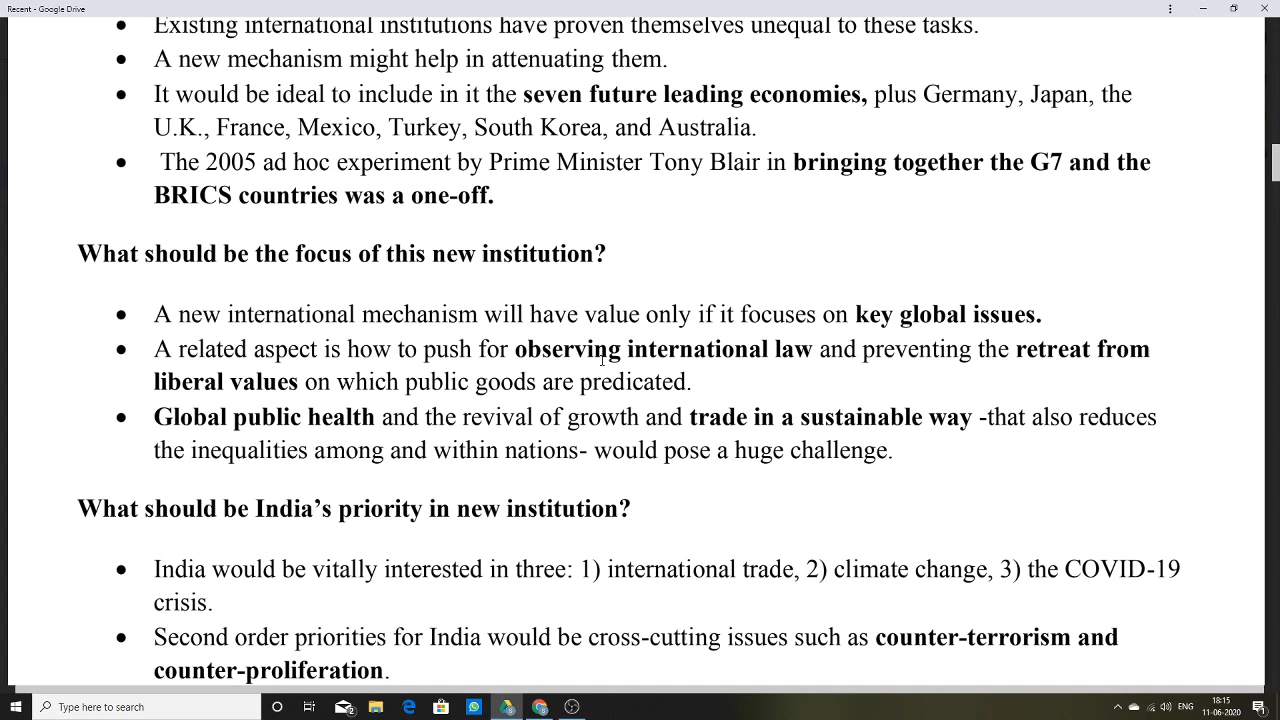 Recent - Google Drive
• Existing international institutions have proven themselves unequal to these tasks.
• A new mechanism might help in attenuating them.
• It would be ideal to include in it the seven future leading economies, plus Germany, Japan, the
U.K., France, Mexico, Turkey, South Korea, and Australia.
• The 2005 ad hoc experiment by Prime Minister Tony Blair in bringing together the G7 and the
BRICS countries was a one-off.
What should be the focus of this new institution?
• A new international mechanism will have value only if it focuses on key global issues.
• A related aspect is how to push for observing international law and preventing the retreat from
liberal values on which public goods are predicated.
• Global public health and the revival of growth and trade in a sustainable way -that also reduces
the inequalities among and within nations- would pose a huge challenge.
What should be India’s priority in new institution?
• India would be vitally interested in three: 1) international trade, 2) climate change, 3) the COVID-19
crisis.
• Second order priorities for India would be cross-cutting issues such as counter-terrorism and
counter-proliferation.
Type here to search
ENG
18:15
11-06-2020